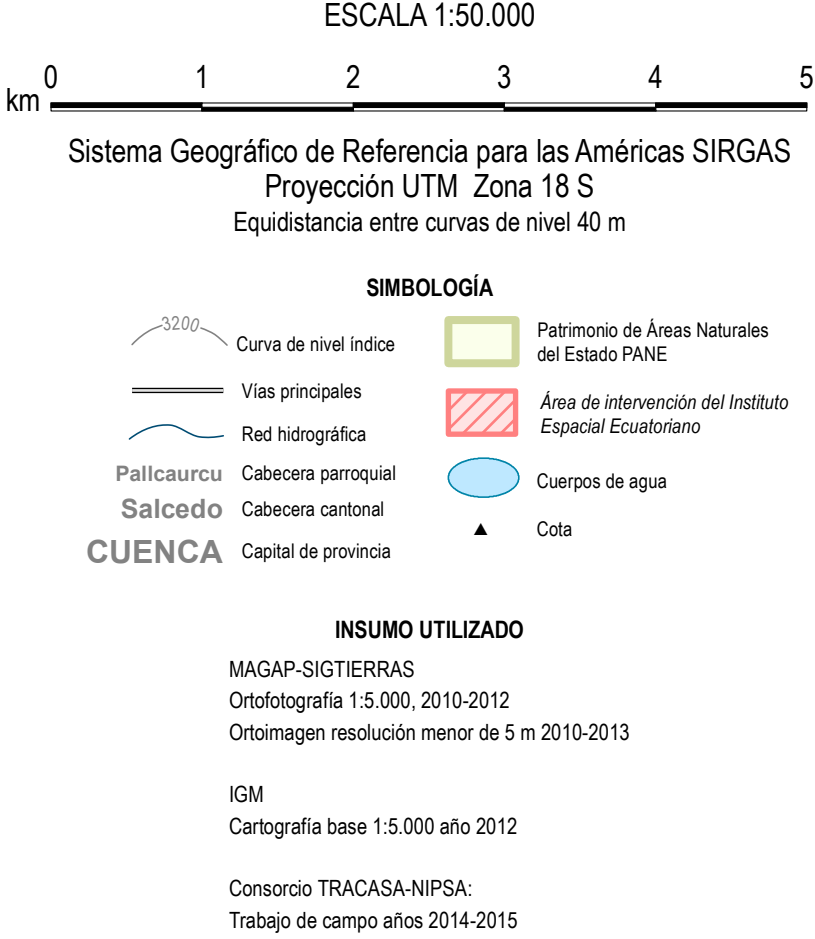 ESCALA 1:50.000
0 1 2 3 4 5
km
Sistema Geográfico de Referencia para las Américas SIRGAS
Proyección UTM Zona 18 S
Equidistancia entre curvas de nivel 40 m
SIMBOLOGÍA
3200
Curva de nivel índice
Vías principales
Red hidrográfica
Pallcaurcu Cabecera parroquial
Salcedo Cabecera cantonal
CUENCA Capital de provincia
Patrimonio de Áreas Naturales
del Estado PANE
Área de intervención del Instituto
Espacial Ecuatoriano
Cuerpos de agua
Cota
INSUMO UTILIZADO
MAGAP-SIGTIERRAS
Ortofotografía 1:5.000, 2010-2012
Ortoimagen resolución menor de 5 m 2010-2013
IGM
Cartografía base 1:5.000 año 2012
Consorcio TRACASA-NIPSA:
Trabajo de campo años 2014-2015